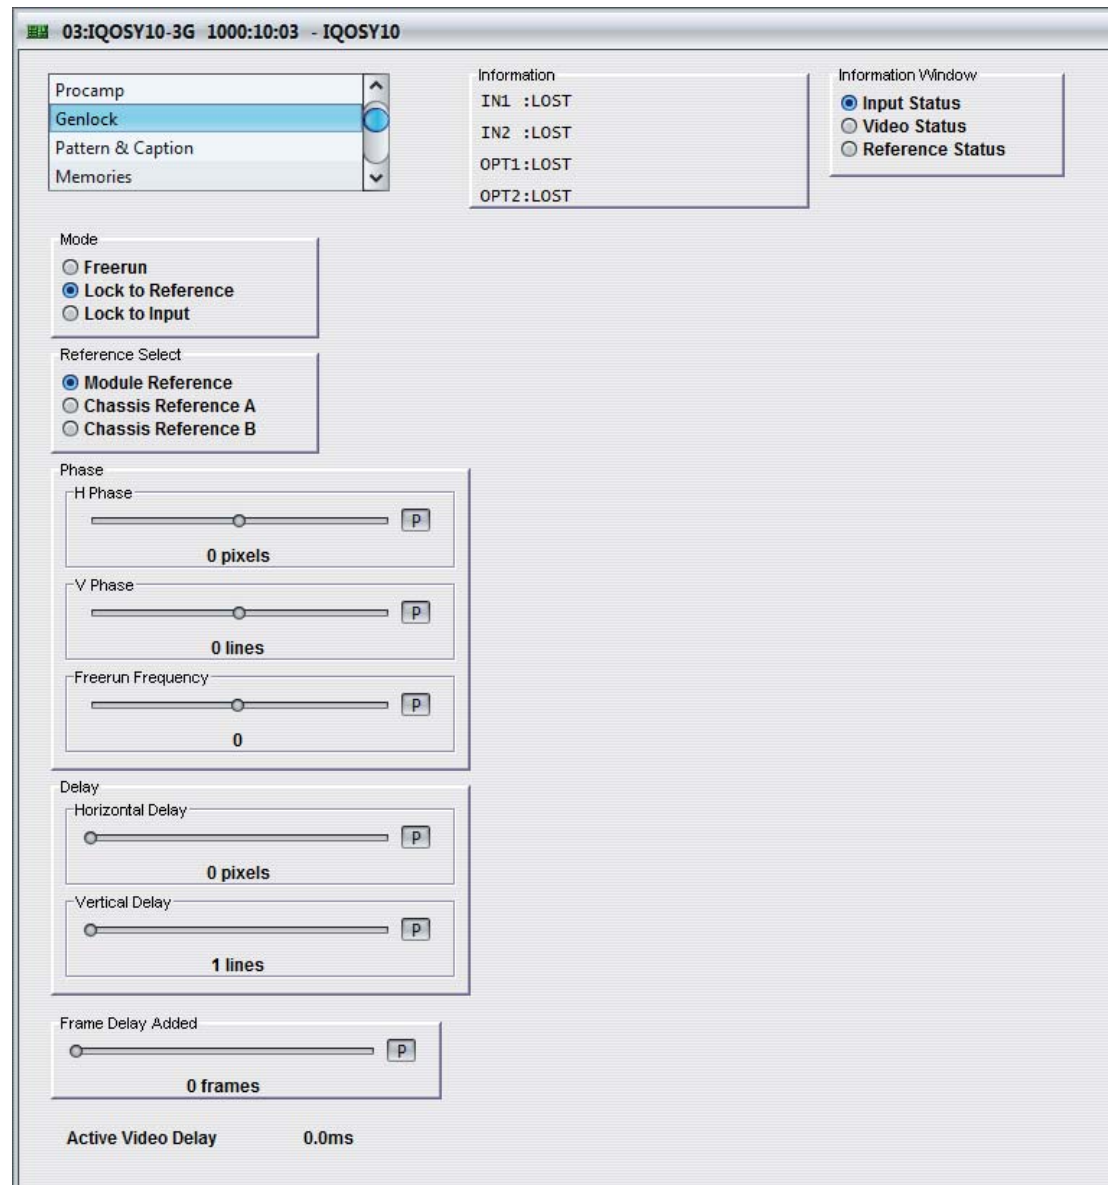 03:IQOSY10-3G 1000:10:03 - IQOSY10
Procamp
Genlock
Pattern & Caption
Memories
Information
IN1 :LOST
IN2 :LOST
OPT1:LOST
OPT2:LOST
Information Window
Input Status
Video Status
Reference Status
Mode
Freerun
Lock to Reference
Lock to Input
Reference Select
Module Reference
Chassis Reference A
Chassis Reference B
Phase
H Phase
P
0 pixels
V Phase
P
0 lines
Freerun Frequency
P
0
Delay
Horizontal Delay
P
0 pixels
Vertical Delay
P
1 lines
Frame Delay Added
P
0 frames
Active Video Delay 0.0ms